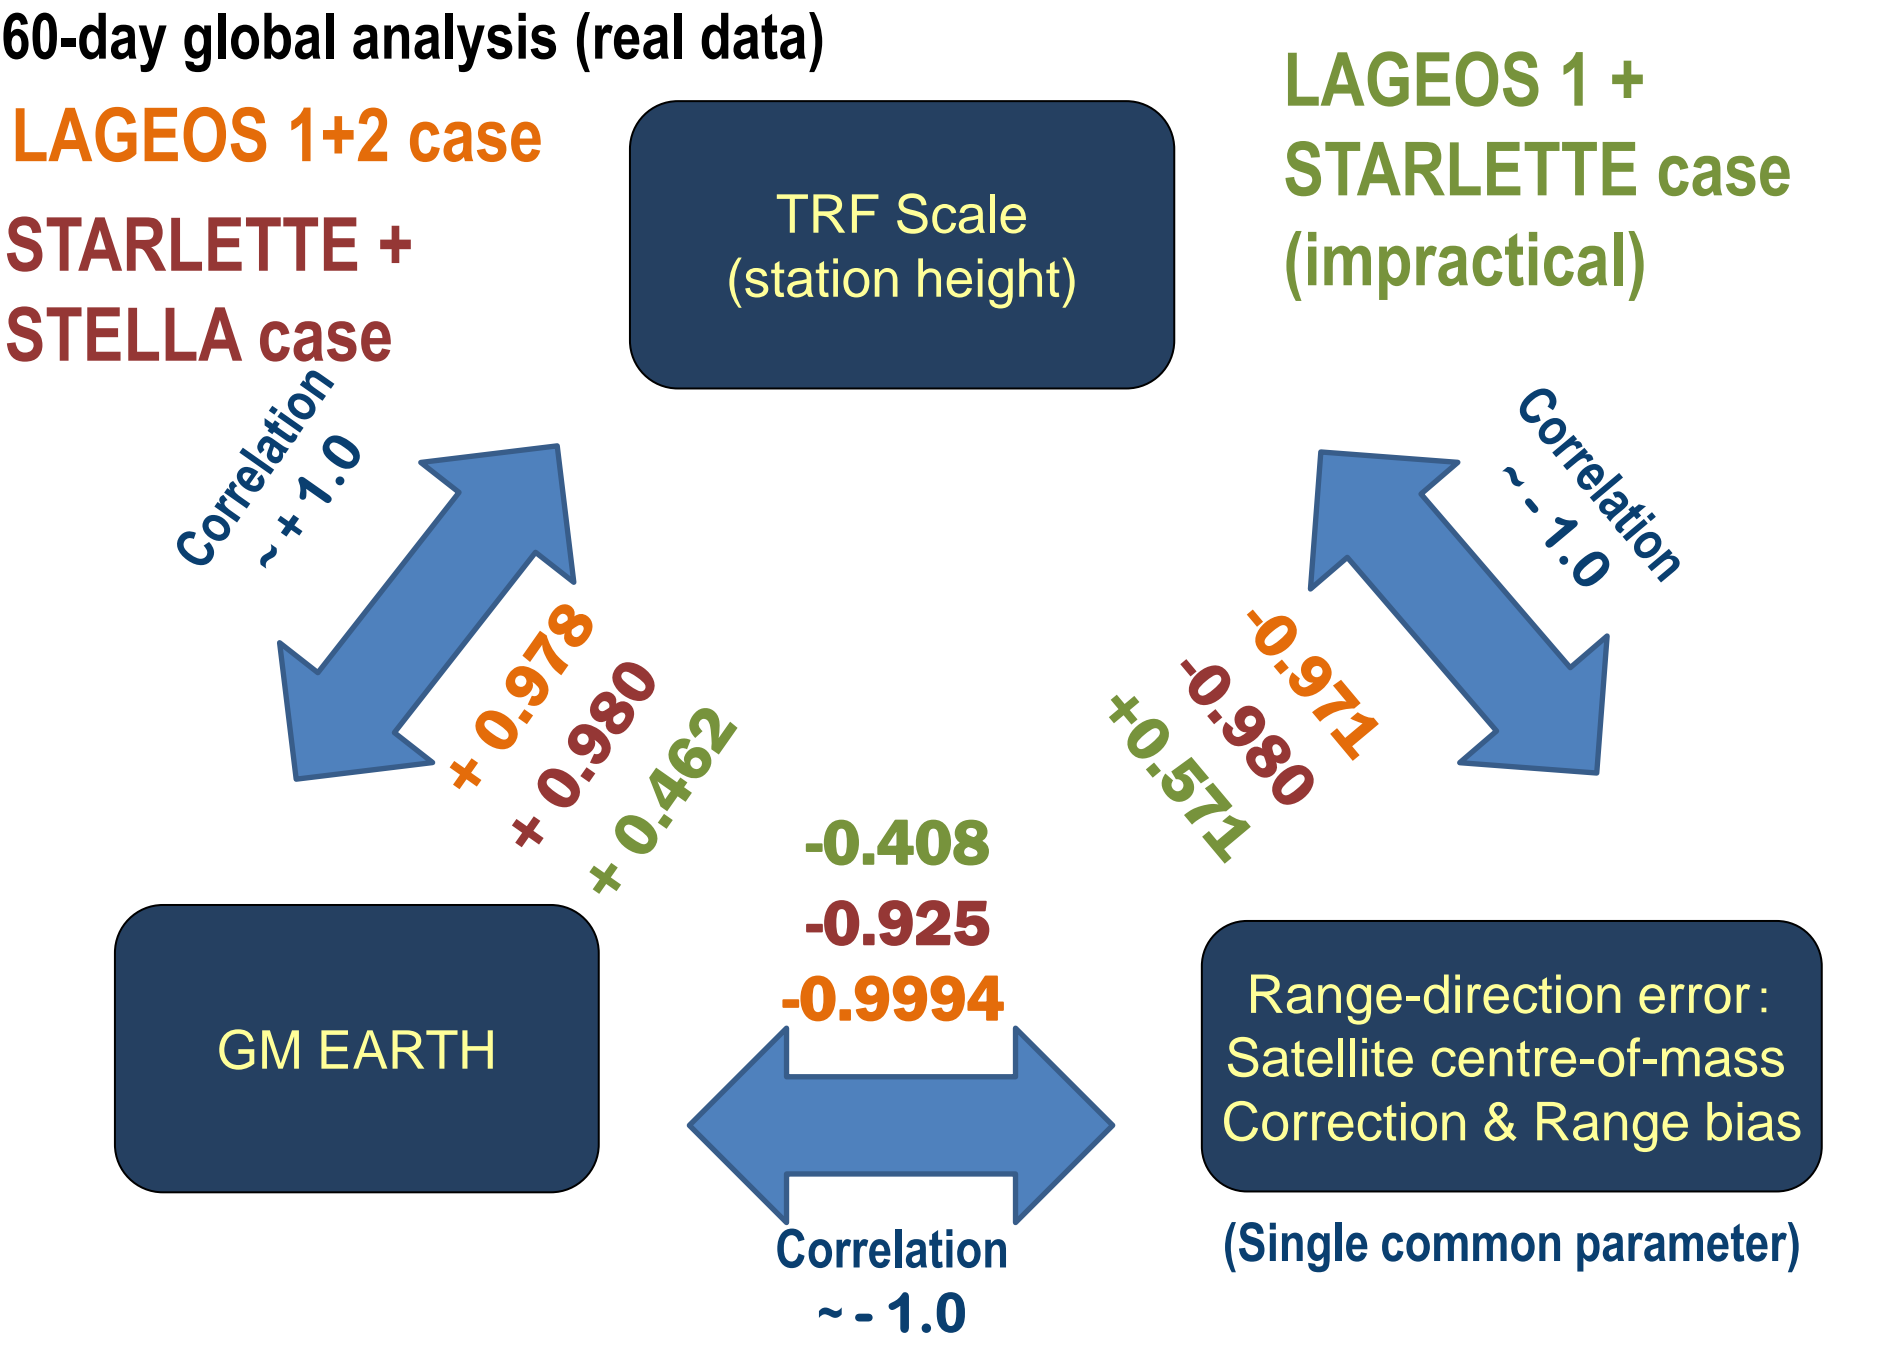 60-day global analysis (real data)
LAGEOS 1+2 case
STARLETTE +
STELLA case
LAGEOS 1 +
STARLETTE case
(impractical)
TRF Scale
(station height)
Correlation
~ + 1.0
Correlation
~ - 1.0
+ 0.978
+ 0.980
+ 0.462
-0.971
-0.980
+0.571
-0.408
-0.925
-0.9994
GM EARTH
Range-direction error:
Satellite centre-of-mass
Correction & Range bias
(Single common parameter)
Correlation
~ - 1.0